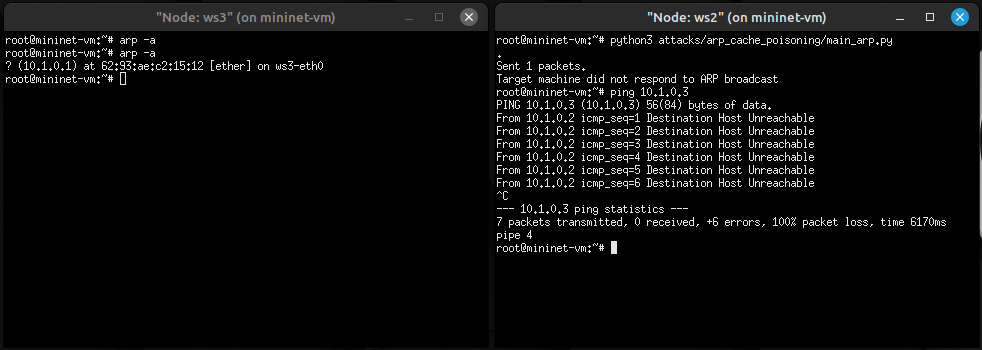 "Node: ws3" (on mininet-vm)
root@mininet-vm:~# arp -a
root@mininet-vm:~# arp -a
? (10.1.0.1) at 62:93:ae:c2:15:12 [ether] on ws3-eth0
root@mininet-vm:~#
"Node: ws2" (on mininet-vm)
root@mininet-vm:~# python3 attacks/arp_cache_poisoning/main_arp.py
.
Sent 1 packets.
Target machine did not respond to ARP broadcast
root@mininet-vm:~# ping 10.1.0.3
PING 10.1.0.3 (10.1.0.3) 56(84) bytes of data.
From 10.1.0.2 icmp_seq=1 Destination Host Unreachable
From 10.1.0.2 icmp_seq=2 Destination Host Unreachable
From 10.1.0.2 icmp_seq=3 Destination Host Unreachable
From 10.1.0.2 icmp_seq=4 Destination Host Unreachable
From 10.1.0.2 icmp_seq=5 Destination Host Unreachable
From 10.1.0.2 icmp_seq=6 Destination Host Unreachable
^C
--- 10.1.0.3 ping statistics ---
7 packets transmitted, 0 received, +6 errors, 100% packet loss, time 6170ms
pipe 4
root@mininet-vm:~#